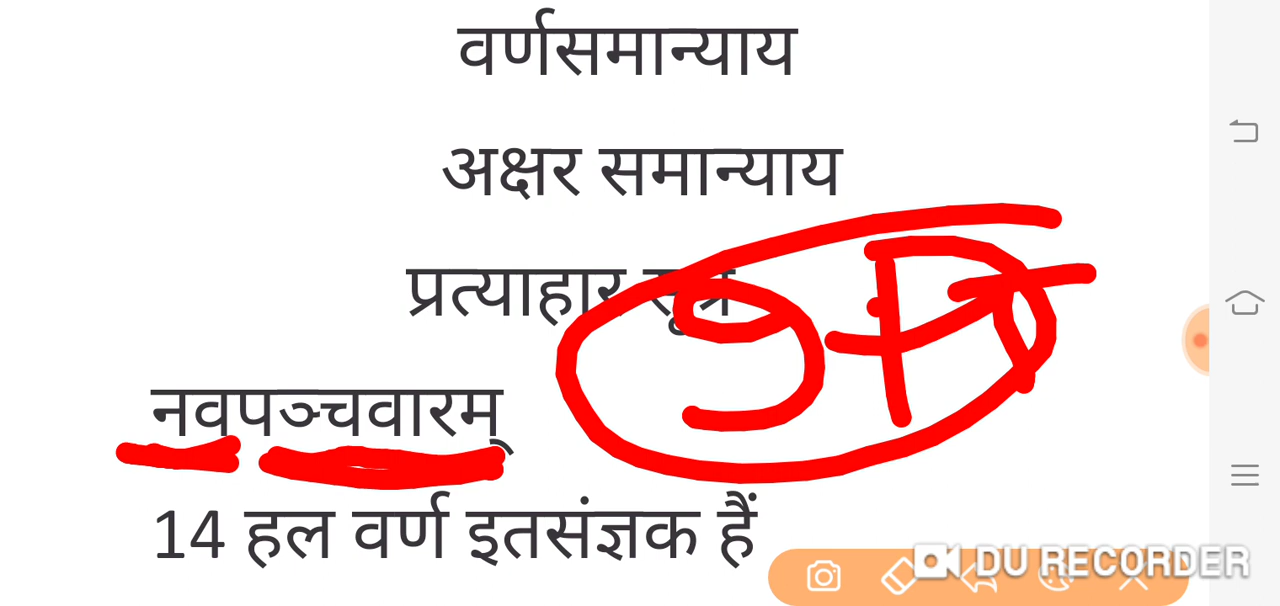 वर्णसमान्याय
अक्षर समान्याय
प्रत्याहार सूत्र
नवपञ्चवारम्
14 हल वर्ण इतसंज्ञक हैं
DU RECORDER